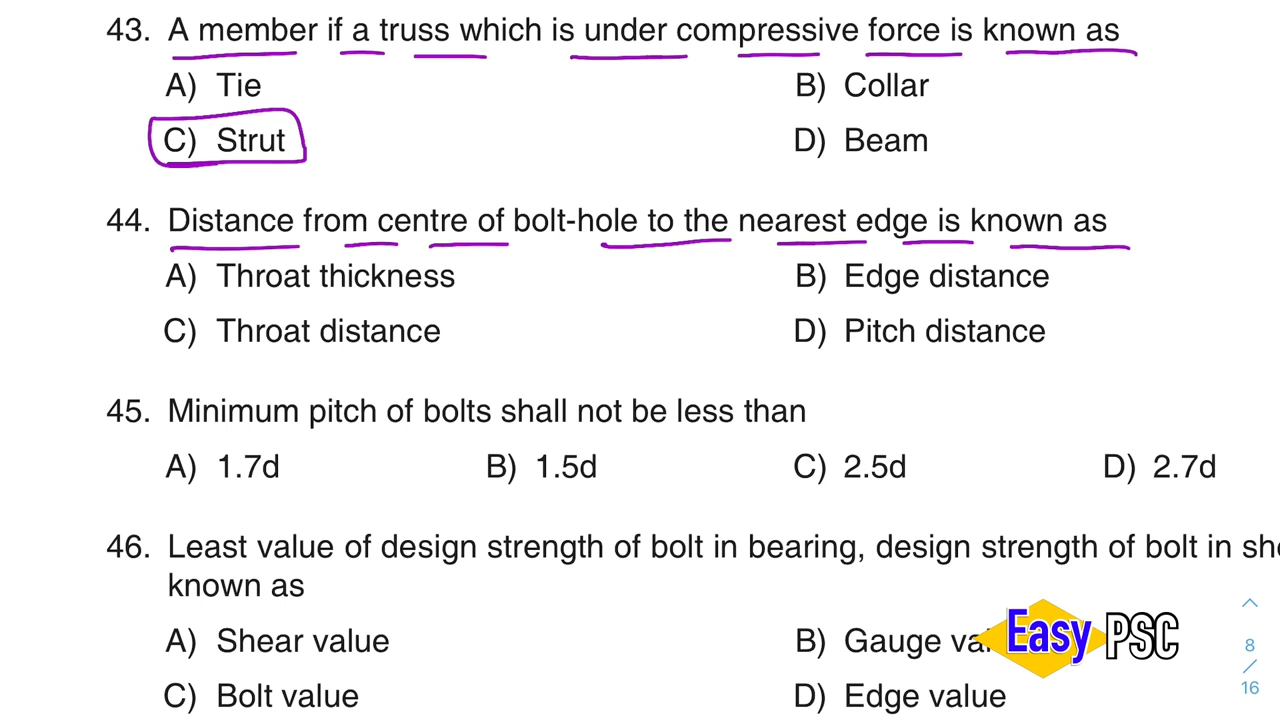 43. A member if a truss which is under compressive force is known as
A) Tie B) Collar
C) Strut D) Beam
44. Distance from centre of bolt-hole to the nearest edge is known as
A) Throat thickness B) Edge distance
C) Throat distance D) Pitch distance
45. Minimum pitch of bolts shall not be less than
A) 1.7d B) 1.5d C) 2.5d D) 2.7d
46. Least value of design strength of bolt in bearing, design strength of bolt in
known as
A) Shear value B) Gauge
Easy PSC
C) Bolt value D) Edge value
8
/
16